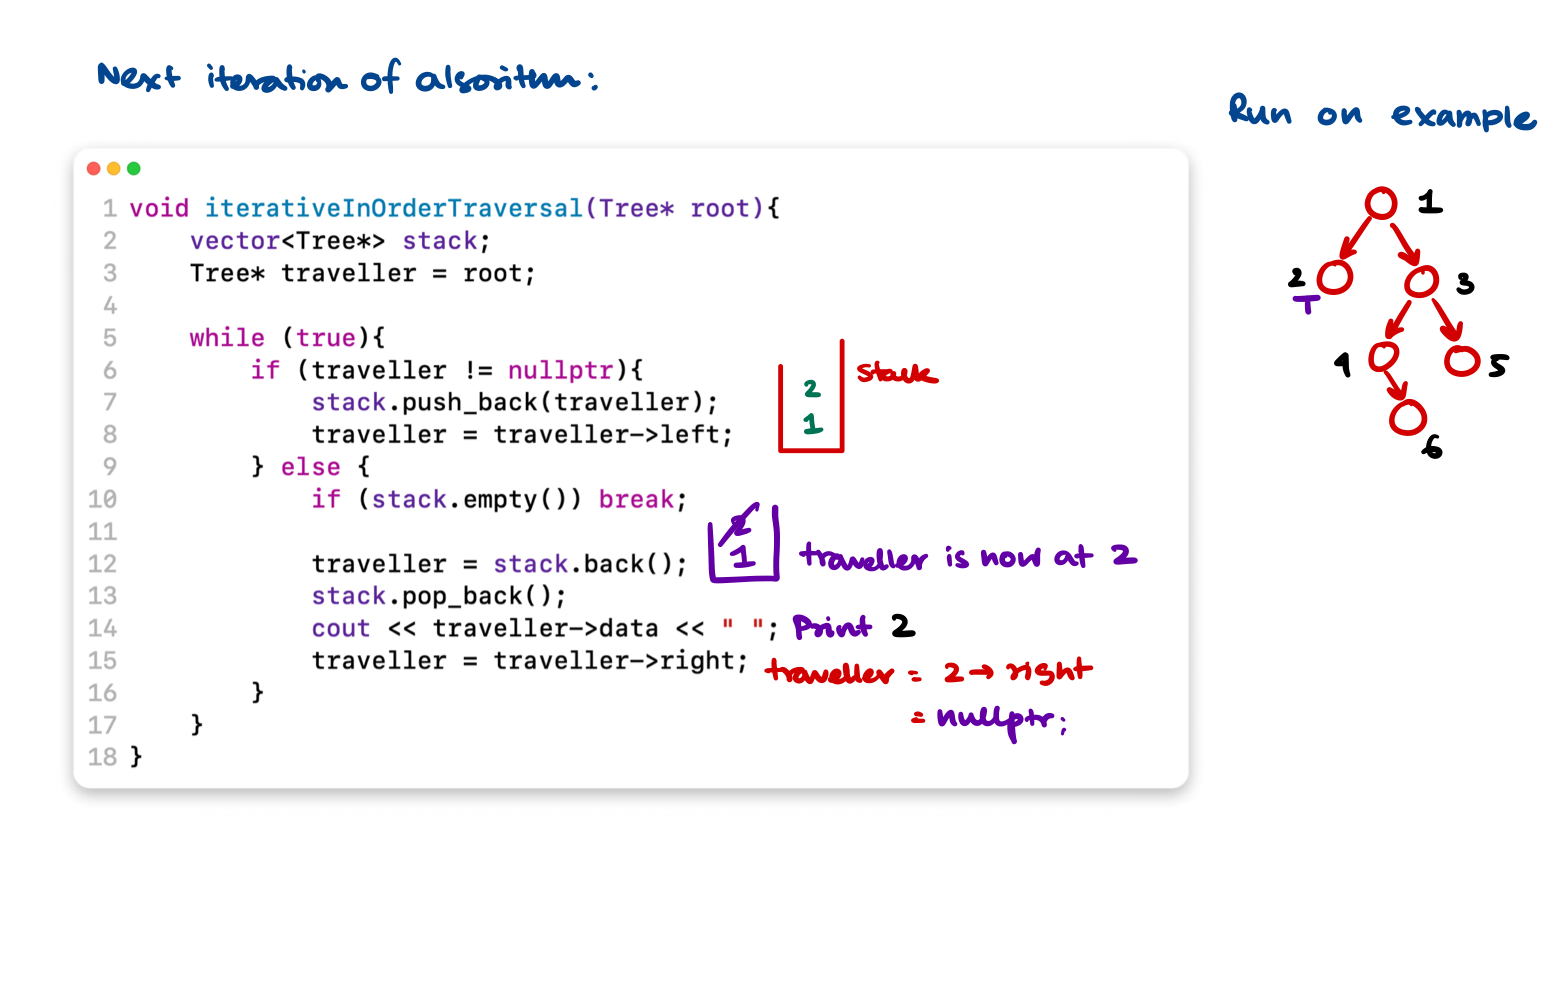 Next iteration of algorithm:
Run on example
1 void iterativeInOrderTraversal(Tree* root){
2 vector<Tree*> stack;
3 Tree* traveller = root;
4
5 while (true){
6 if (traveller != nullptr){
7 stack.push_back(traveller);
8 traveller = traveller->left;
9 } else {
10 if (stack.empty()) break;
11
12 traveller = stack.back();
13 stack.pop_back();
14 cout << traveller->data << " ";
15 traveller = traveller->right;
16 }
17 }
18 }
Stack
2
1
2
1
traveller is now at 2
Print 2
traveller = 2 → right
= nullptr;
1
2
T
3
4
5
6